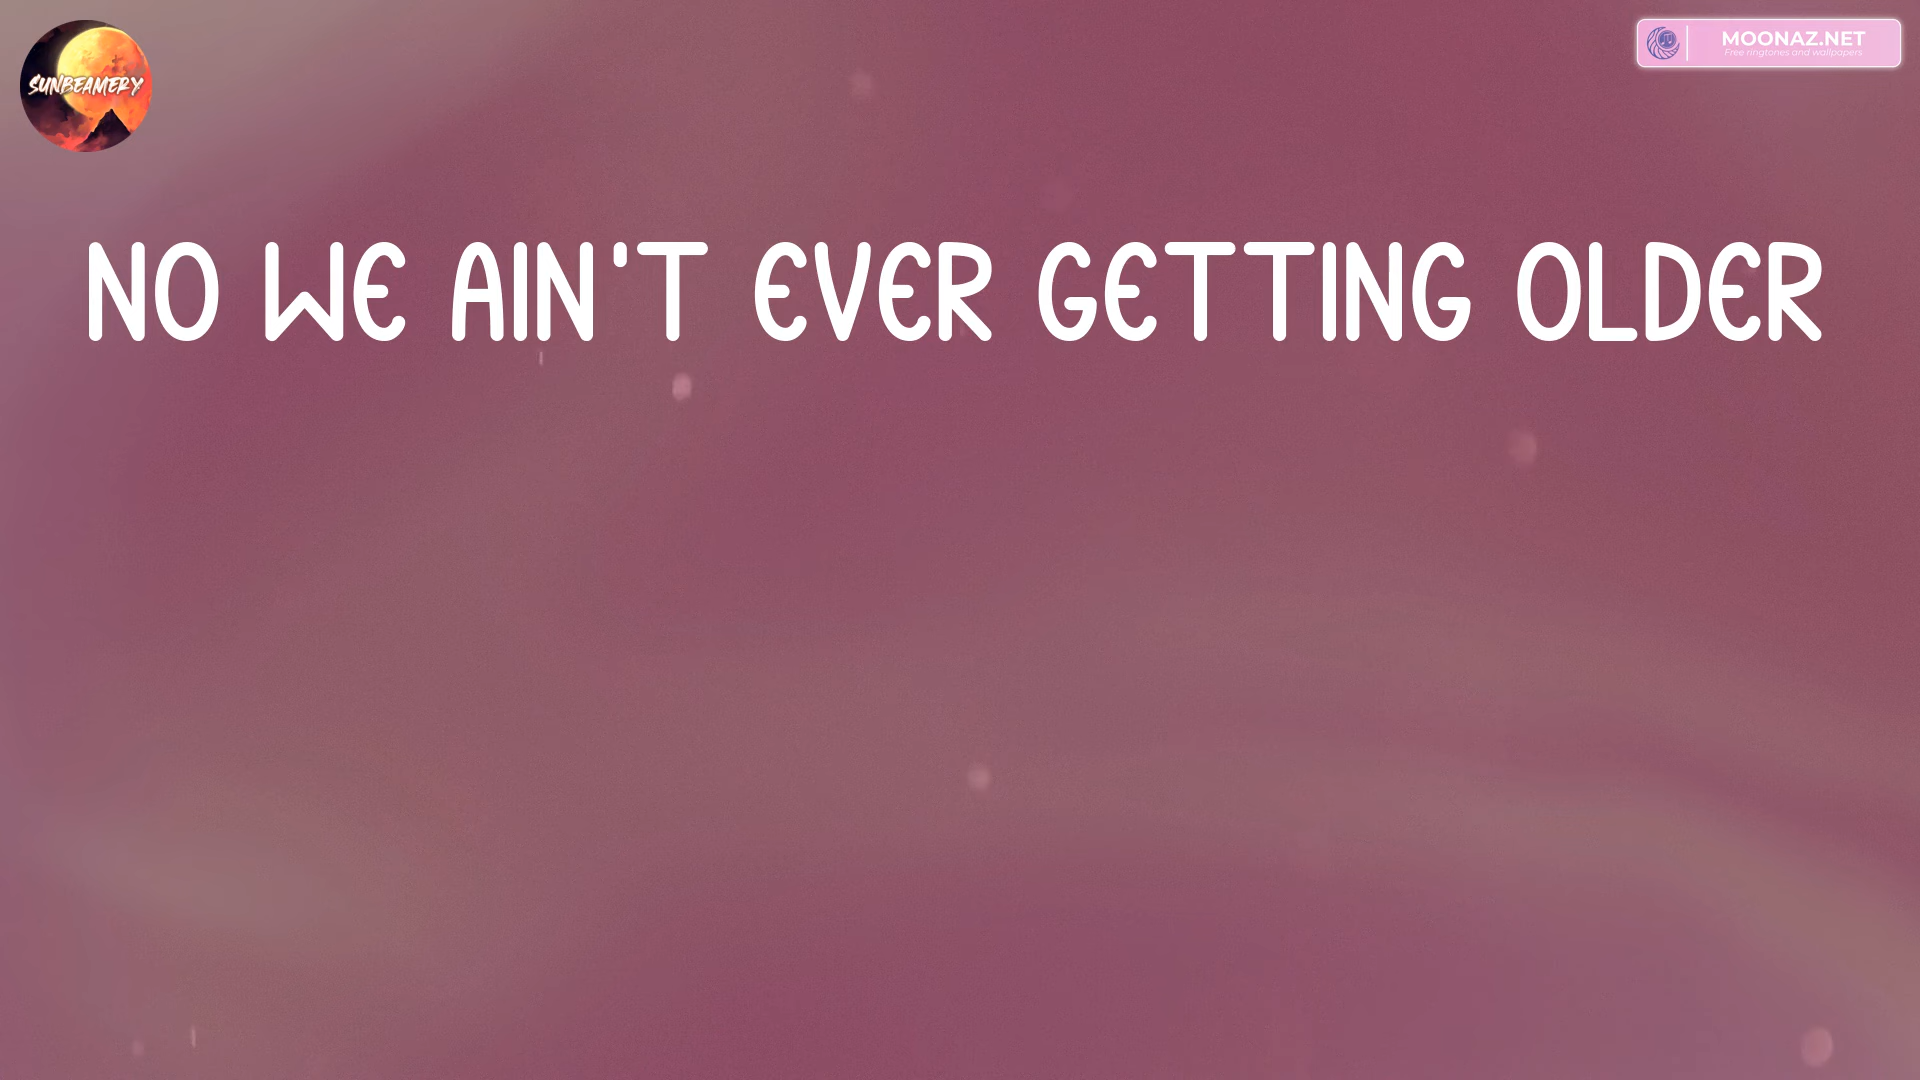 SUNBEAMERY
MOONAZ.NET
Free ringtones and wallpapers
NO WE AIN'T EVER GETTING OLDER